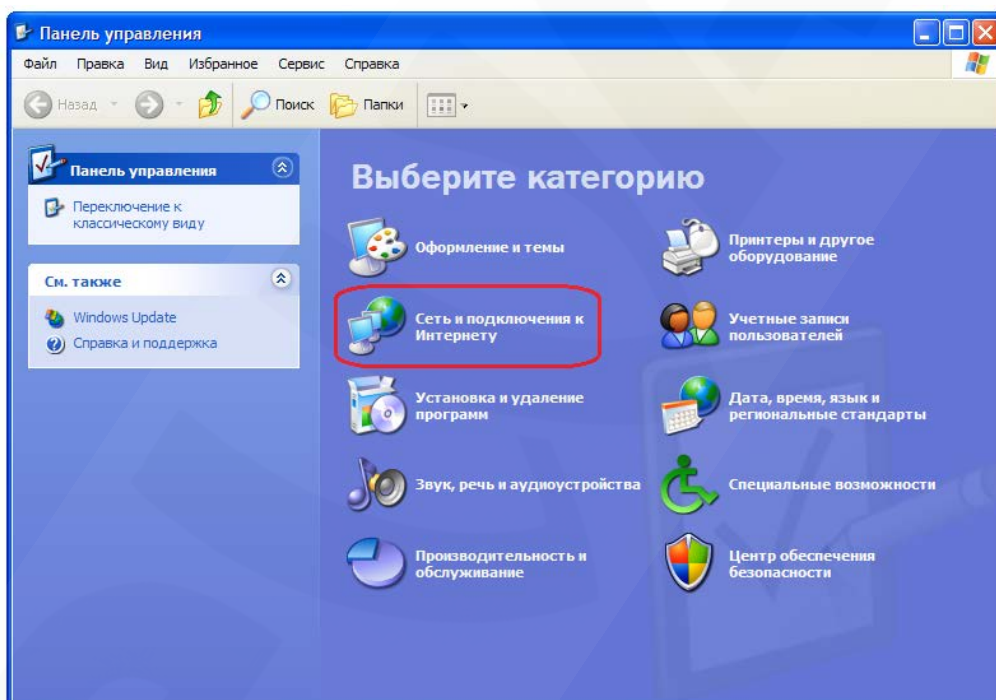 Панель управления
Файл Правка Вид Избранное Сервис Справка
Назад Поиск Папки
Панель управления
Переключение к
классическому виду
См. также
Windows Update
Справка и поддержка
Выберите категорию
Оформление и темы
Принтеры и другое
оборудование
Сеть и подключения к
Интернету
Учетные записи
пользователей
Установка и удаление
программ
Дата, время, язык и
региональные стандарты
Звук, речь и аудиоустройства
Специальные возможности
Производительность и
обслуживание
Центр обеспечения
безопасности